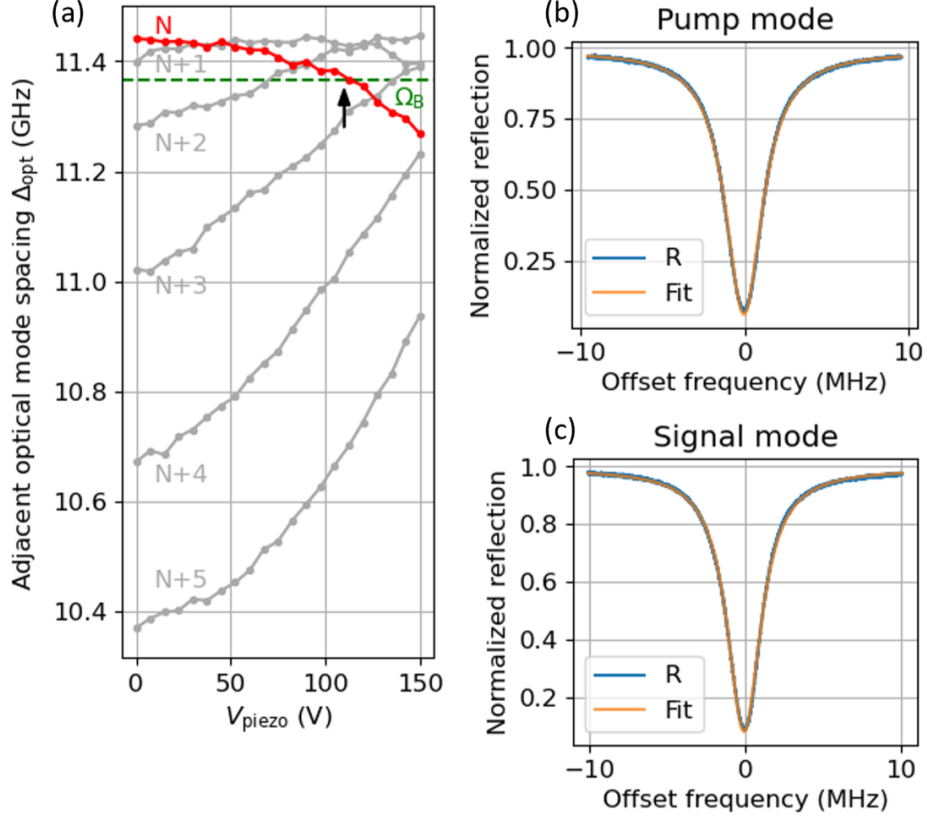 (a)
Adjacent optical mode spacing Δopt (GHz)
11.4
11.2
11.0
10.8
10.6
10.4
N
N+1
ΩB
N+2
N+3
N+4
N+5
0
50
100
150
Vpiezo (V)
(b)
Pump mode
Normalized reflection
1.00
0.75
0.50
0.25
R
Fit
−10
0
10
Offset frequency (MHz)
(c)
Signal mode
Normalized reflection
1.0
0.8
0.6
0.4
0.2
R
Fit
−10
0
10
Offset frequency (MHz)